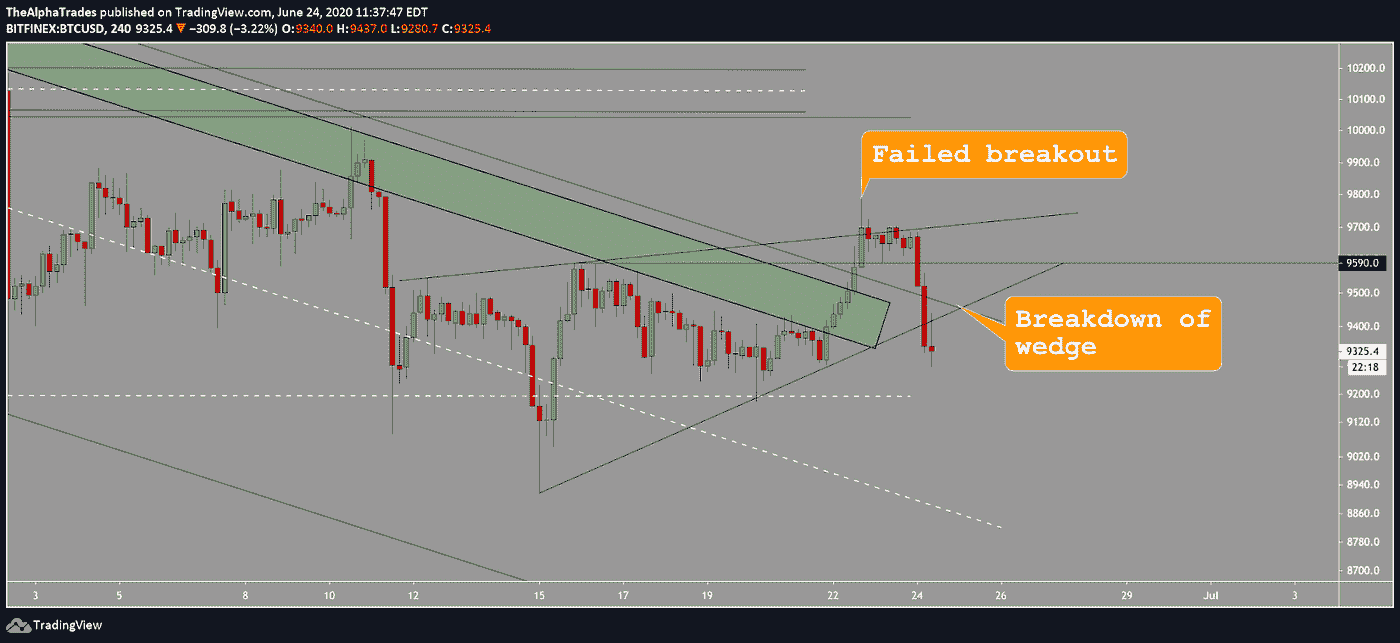 TheAlphaTrades published on TradingView.com, June 24, 2020 11:37:47 EDT
BITFINEX:BTCUSD, 240 9325.4 ▼ −309.8 (−3.22%) O:9340.0 H:9437.0 L:9280.7 C:9325.4
10200.0
10100.0
10000.0
Failed breakout
9900.0
9800.0
9700.0
9590.0
9500.0
Breakdown of
wedge
9400.0
9325.4
22:18
9200.0
9120.0
9020.0
8940.0
8860.0
8780.0
8700.0
3 5 8 10 12 15 17 19 22 24 26 29 Jul 3
TradingView